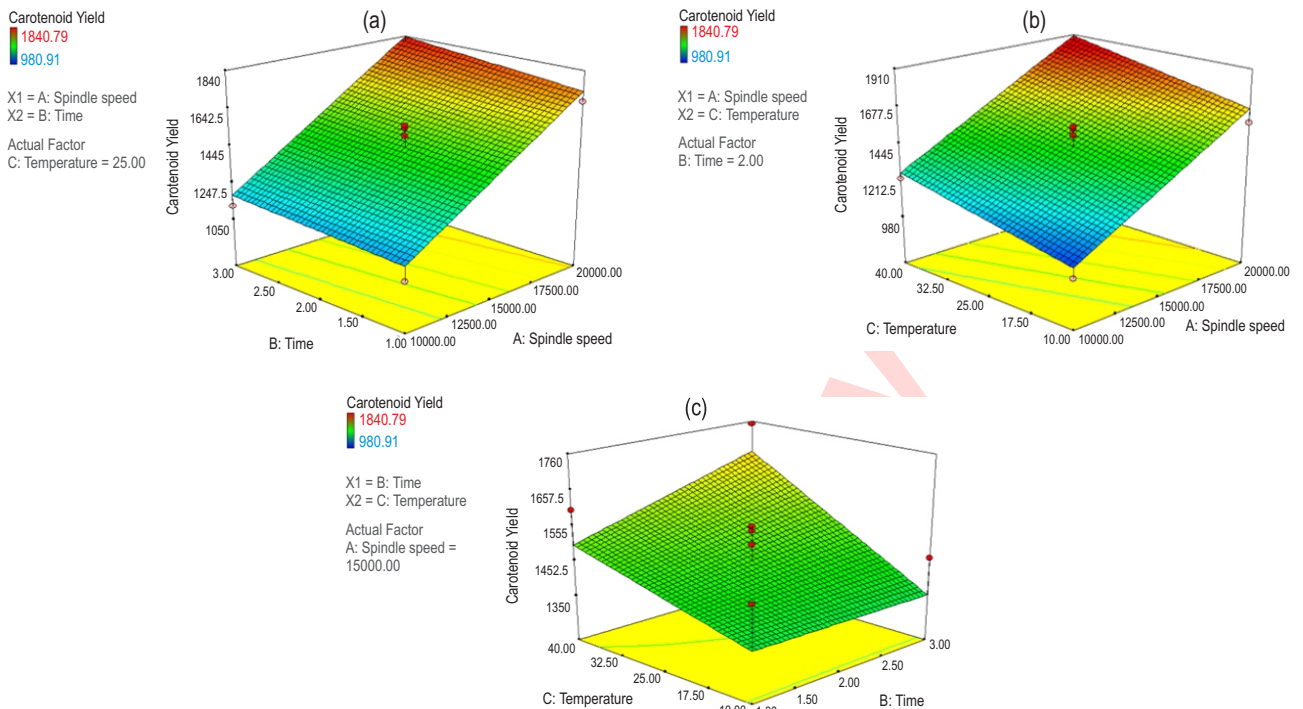 Carotenoid Yield
1840.79
980.91
X1 = A: Spindle speed
X2 = B: Time
Actual Factor
C: Temperature = 25.00
(a)
Carotenoid Yield
1840
1642.5
1445
1247.5
1050
3.00
2.50
2.00
1.50
1.00
B: Time
10000.00
12500.00
15000.00
17500.00
20000.00
A: Spindle speed
Carotenoid Yield
1840.79
980.91
X1 = A: Spindle speed
X2 = C: Temperature
Actual Factor
B: Time = 2.00
(b)
Carotenoid Yield
1910
1677.5
1445
1212.5
980
40.00
32.50
25.00
17.50
10.00
C: Temperature
10000.00
12500.00
15000.00
17500.00
20000.00
A: Spindle speed
Carotenoid Yield
1840.79
980.91
X1 = B: Time
X2 = C: Temperature
Actual Factor
A: Spindle speed =
15000.00
(c)
Carotenoid Yield
1760
1657.5
1555
1452.5
1350
40.00
32.50
25.00
17.50
C: Temperature
1.50
2.00
2.50
3.00
B: Time